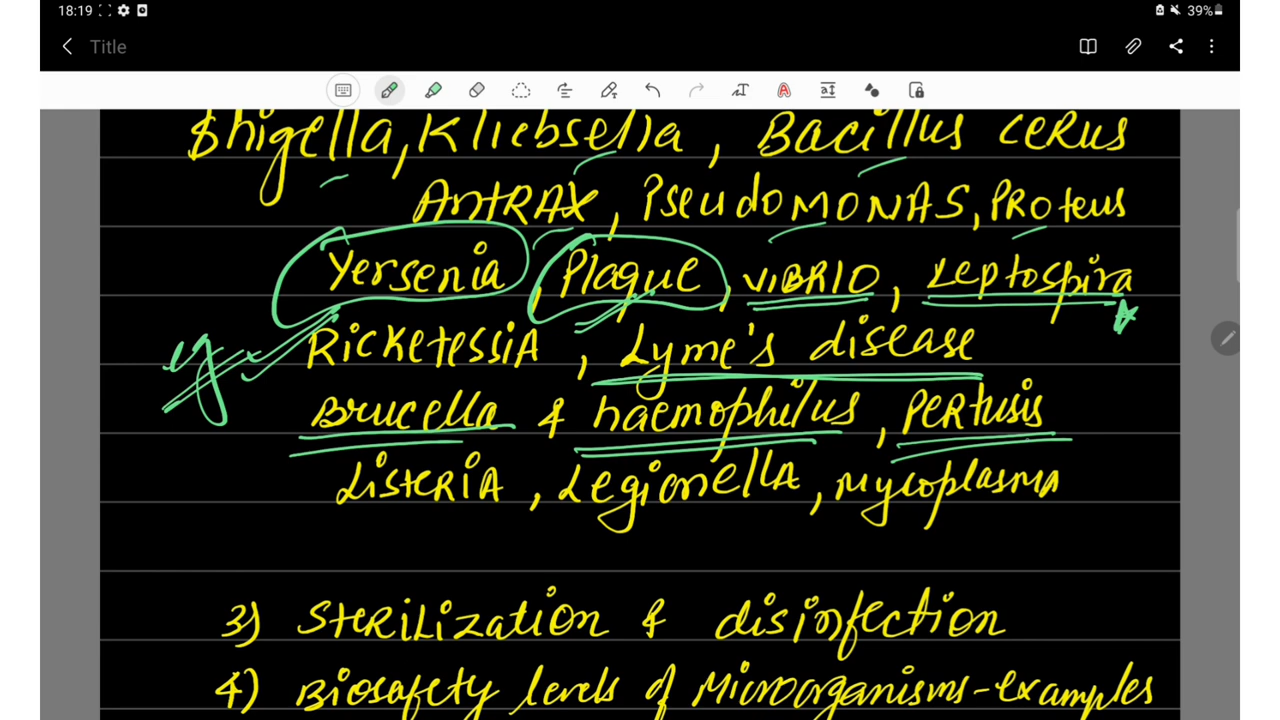 18:19
39%
Title
Shigella, Kliebsella, Bacillus CERUS
AntRAX, PSeudoMONAS, PRoteus
Yersenia, Plaque, VIBRIO, Leptospira
RicKetessiA, Lyme's disease
Brucella & haemophilus, PERtusis
ListeRiA, LegionellA, Mycoplasma
3) SteRiLization & disinfection
4) Biosafety levels of Microorganisms-examples